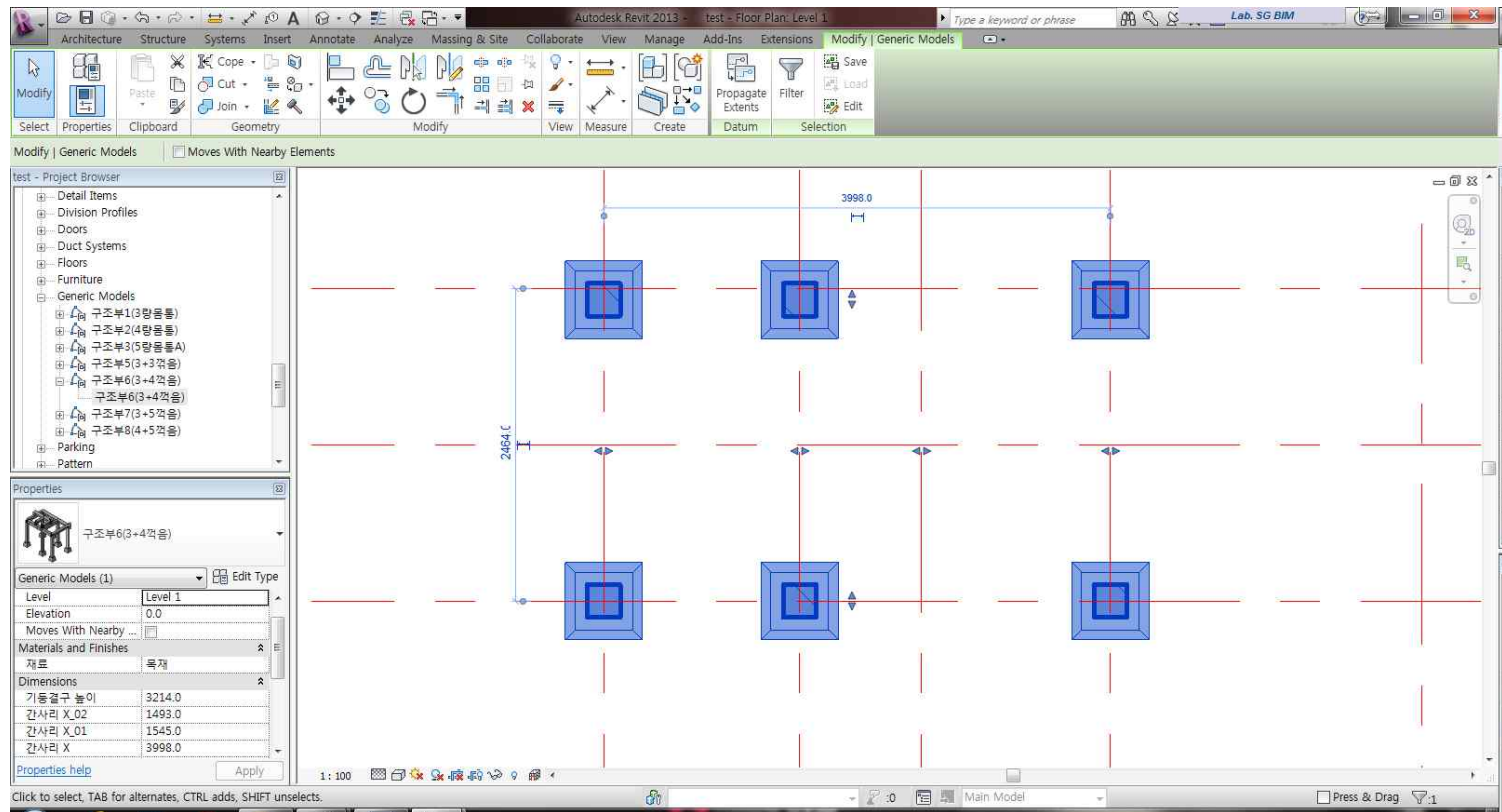 Autodesk Revit 2013 - test - Floor Plan: Level 1
Type a keyword or phrase
Lab. SG BIM
Architecture Structure Systems Insert Annotate Analyze Massing & Site Collaborate View Manage Add-Ins Extensions Modify | Generic Models
Modify
Paste
Cope
Cut
Join
Propagate Extents
Filter
Save
Load
Edit
Select Properties Clipboard Geometry Modify View Measure Create Datum Selection
Modify | Generic Models Moves With Nearby Elements
test - Project Browser
Detail Items
Division Profiles
Doors
Duct Systems
Floors
Furniture
Generic Models
구조부1(3량몸통)
구조부2(4량몸통)
구조부3(5량몸통A)
구조부5(3+3꺾음)
구조부6(3+4꺽음)
구조부6(3+4꺽음)
구조부7(3+5꺽음)
구조부8(4+5꺽음)
Parking
Pattern
Properties
구조부6(3+4꺽음)
Generic Models (1) Edit Type
Level Level 1
Elevation 0.0
Moves With Nearby ...
Materials and Finishes
재료 목재
Dimensions
기둥결구 높이 3214.0
간사리 X_02 1493.0
간사리 X_01 1545.0
간사리 X 3998.0
Properties help Apply
3998.0
2464.0
2D
1 : 100
Click to select, TAB for alternates, CTRL adds, SHIFT unselects.
:0 Main Model Press & Drag :1